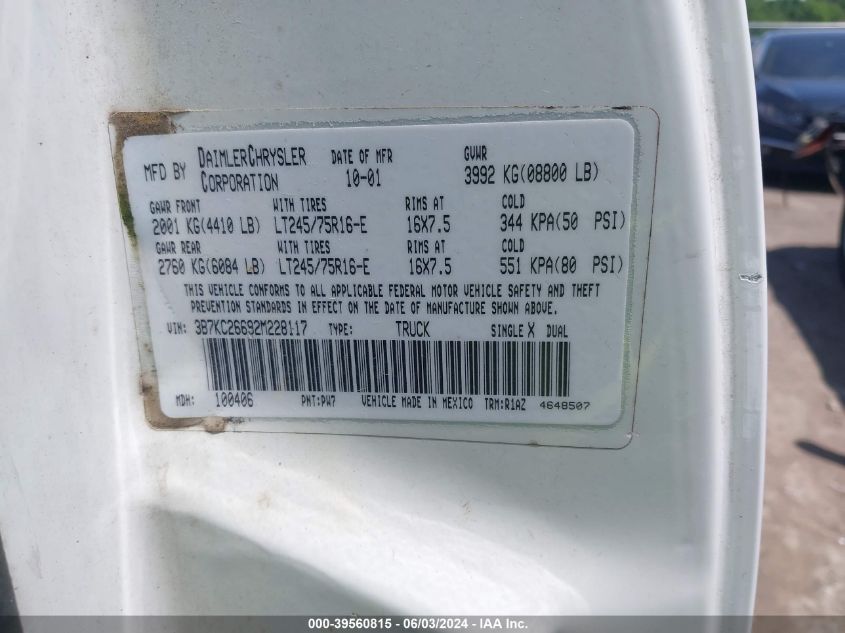 MFD BY DAIMLERCHRYSLER CORPORATION DATE OF MFR 10-01 GVWR 3992 KG(08800 LB)
GAWR FRONT WITH TIRES RIMS AT COLD
2001 KG(4410 LB) LT245/75R16-E 16X7.5 344 KPA(50 PSI)
GAWR REAR WITH TIRES RIMS AT COLD
2760 KG(6084 LB) LT245/75R16-E 16X7.5 551 KPA(80 PSI)
THIS VEHICLE CONFORMS TO ALL APPLICABLE FEDERAL MOTOR VEHICLE SAFETY AND THEFT
PREVENTION STANDARDS IN EFFECT ON THE DATE OF MANUFACTURE SHOWN ABOVE.
VIN: 3B7KC26692M228117 TYPE: TRUCK SINGLE X DUAL
MDH: 100406 PNT:PW7 VEHICLE MADE IN MEXICO TRM:R1AZ 4648507
000-39560815 - 06/03/2024 - IAA Inc.